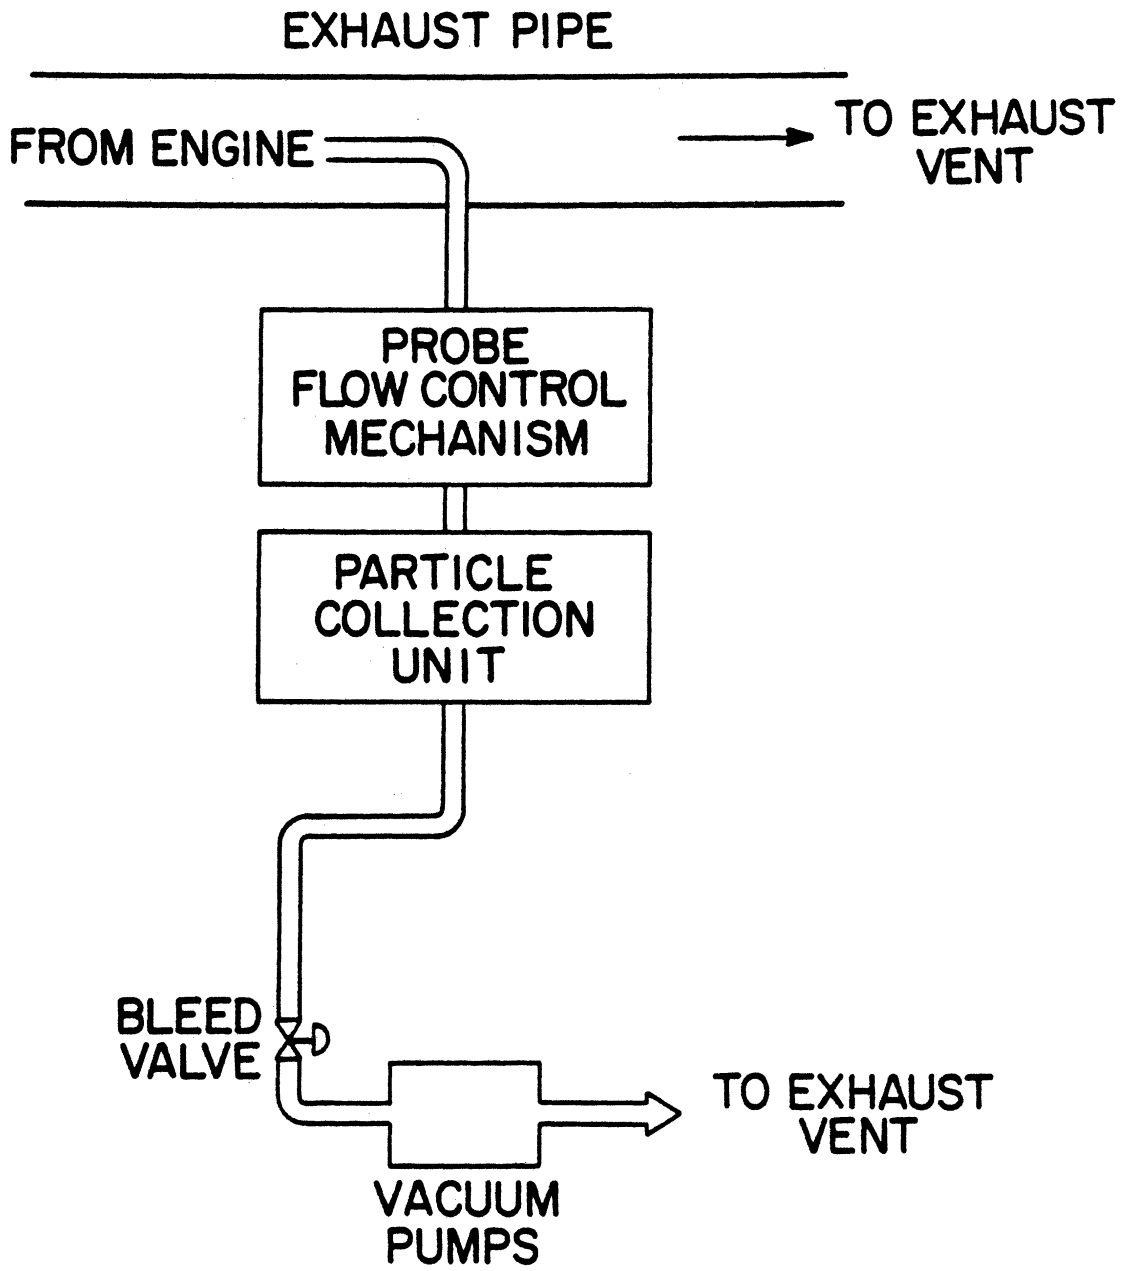 EXHAUST PIPE
FROM ENGINE
TO EXHAUST
VENT
PROBE
FLOW CONTROL
MECHANISM
PARTICLE
COLLECTION
UNIT
BLEED
VALVE
TO EXHAUST
VENT
VACUUM
PUMPS